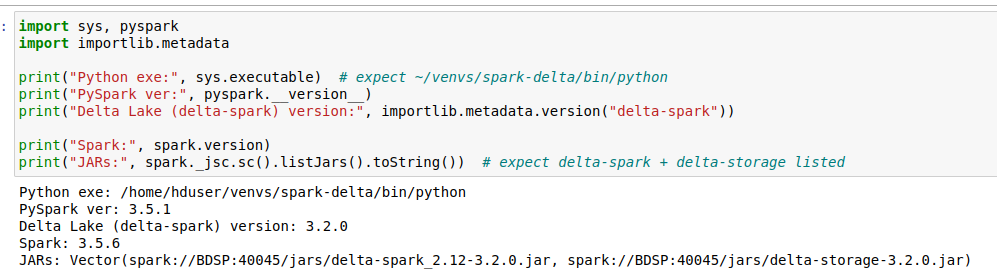 :
import sys, pyspark
import importlib.metadata
print("Python exe:", sys.executable)  # expect ~/venvs/spark-delta/bin/python
print("PySpark ver:", pyspark.__version__)
print("Delta Lake (delta-spark) version:", importlib.metadata.version("delta-spark"))
print("Spark:", spark.version)
print("JARs:", spark._jsc.sc().listJars().toString())  # expect delta-spark + delta-storage listed
Python exe: /home/hduser/venvs/spark-delta/bin/python
PySpark ver: 3.5.1
Delta Lake (delta-spark) version: 3.2.0
Spark: 3.5.6
JARs: Vector(spark://BDSP:40045/jars/delta-spark_2.12-3.2.0.jar, spark://BDSP:40045/jars/delta-storage-3.2.0.jar)